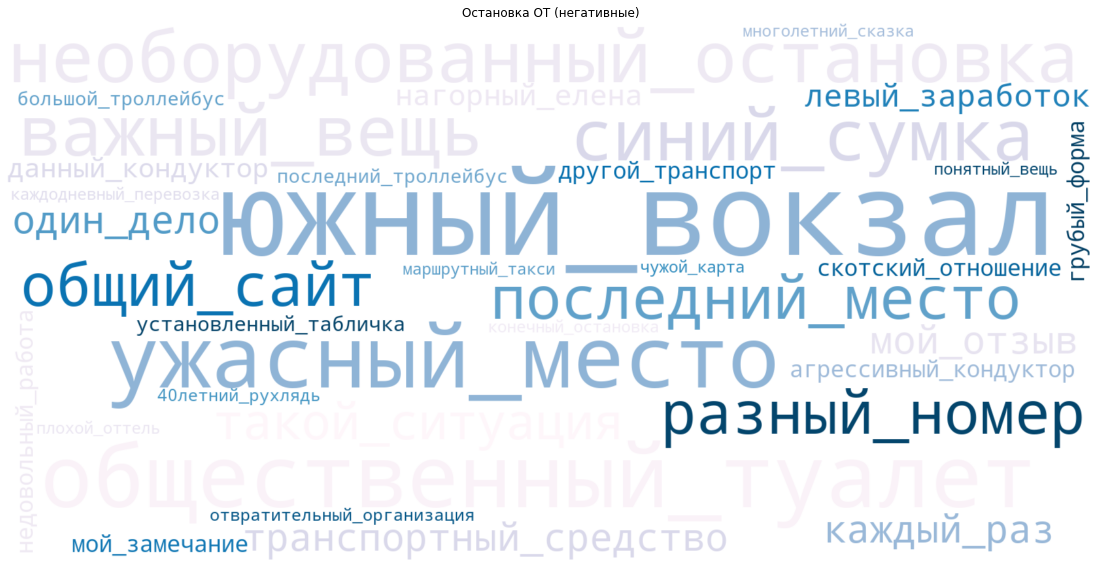 Остановка ОТ (негативные)
многолетний_сказка
необорудованный_остановка
большой_троллейбус
нагорный_елена
левый_заработок
важный_вещь
синий_сумка
грубый_форма
данный_кондуктор
последний_троллейбус
другой_транспорт
понятный_вещь
каждодневный_перевозка
один_дело
южный_вокзал
общий_сайт
маршрутный_такси
чужой_карта
скотский_отношение
последний_место
установленный_табличка
конечный_остановка
ужасный_место
мой_отзыв
агрессивный_кондуктор
40летний_рухлядь
разный_номер
такой_ситуация
плохой_оттель
недовольный_работа
общественный_туалет
отвратительный_организация
мой_замечание
транспортный_средство
каждый_раз